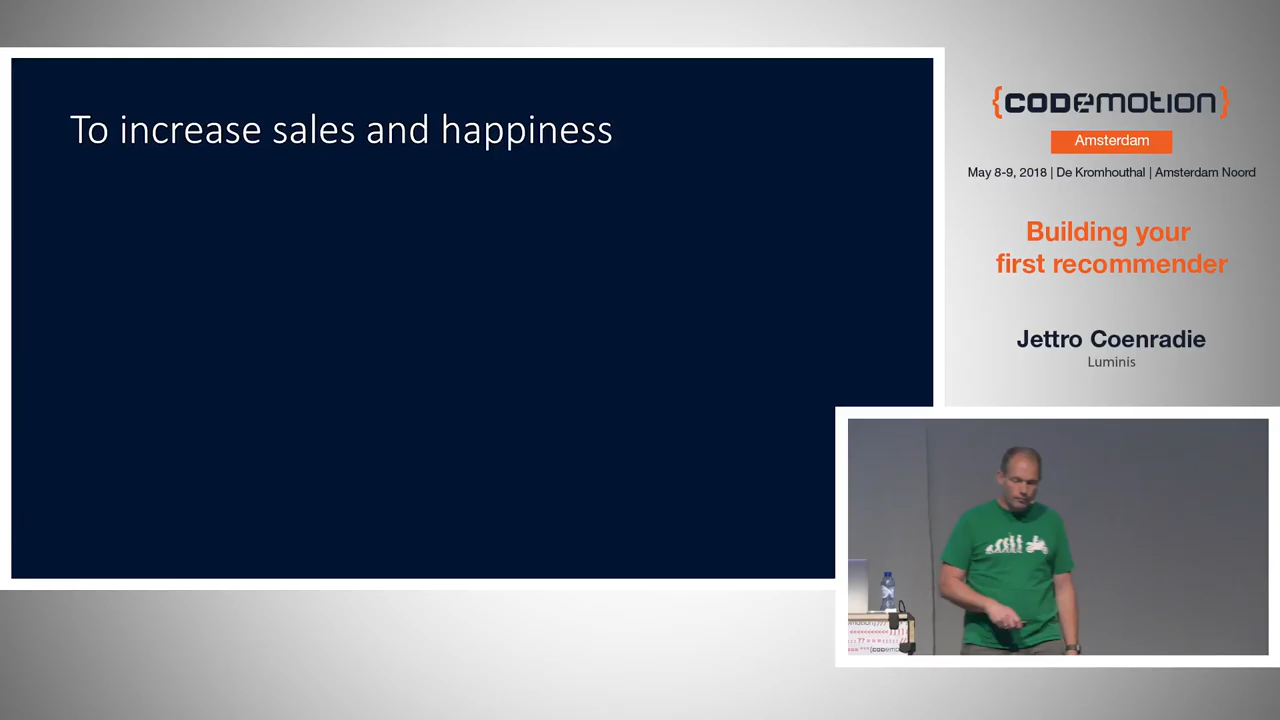 To increase sales and happiness
{CODEMOTION}
Amsterdam
May 8-9, 2018 | De Kromhouthal | Amsterdam Noord
Building your
first recommender
Jettro Coenradie
Luminis